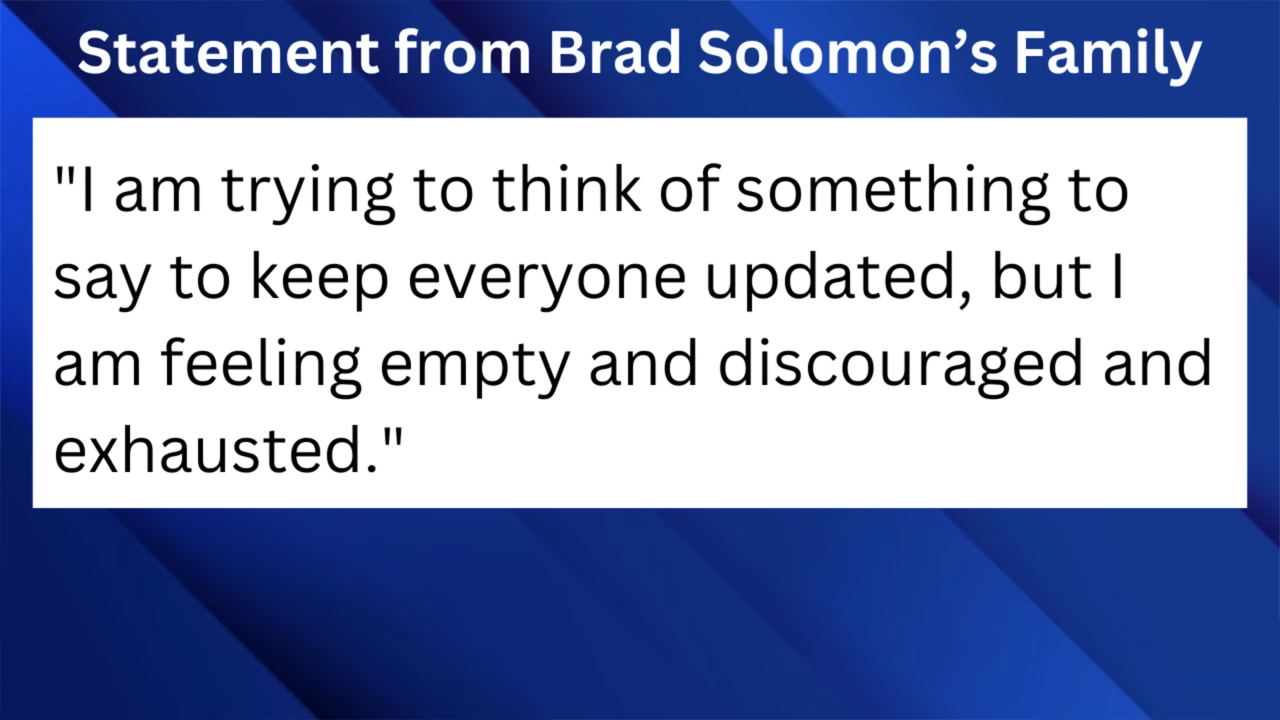 Statement from Brad Solomon’s Family
"I am trying to think of something to
say to keep everyone updated, but I
am feeling empty and discouraged and
exhausted."